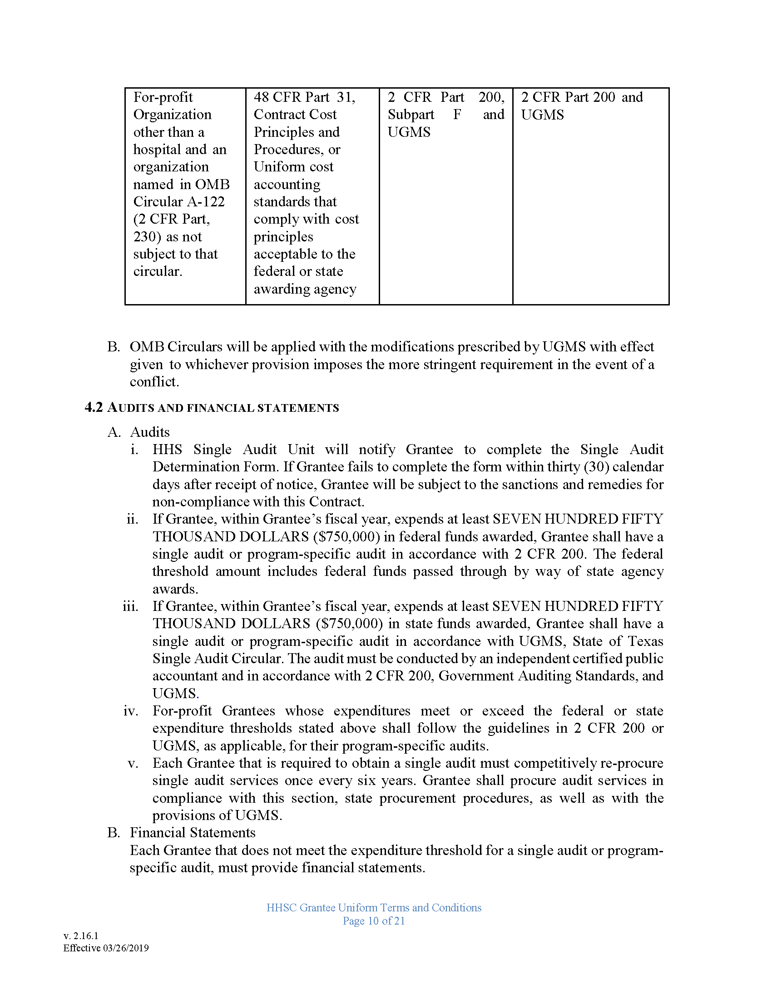 For-profit
Organization
other than a
hospital and an
organization
named in OMB
Circular A-122
(2 CFR Part,
230) as not
subject to that
circular.
48 CFR Part 31,
Contract Cost
Principles and
Procedures, or
Uniform cost
accounting
standards that
comply with cost
principles
acceptable to the
federal or state
awarding agency
2 CFR Part 200,
Subpart F and
UGMS
2 CFR Part 200 and
UGMS
B. OMB Circulars will be applied with the modifications prescribed by UGMS with effect
given to whichever provision imposes the more stringent requirement in the event of a
conflict.
4.2 AUDITS AND FINANCIAL STATEMENTS
A. Audits
i. HHS Single Audit Unit will notify Grantee to complete the Single Audit
Determination Form. If Grantee fails to complete the form within thirty (30) calendar
days after receipt of notice, Grantee will be subject to the sanctions and remedies for
non-compliance with this Contract.
ii. If Grantee, within Grantee’s fiscal year, expends at least SEVEN HUNDRED FIFTY
THOUSAND DOLLARS ($750,000) in federal funds awarded, Grantee shall have a
single audit or program-specific audit in accordance with 2 CFR 200. The federal
threshold amount includes federal funds passed through by way of state agency
awards.
iii. If Grantee, within Grantee’s fiscal year, expends at least SEVEN HUNDRED FIFTY
THOUSAND DOLLARS ($750,000) in state funds awarded, Grantee shall have a
single audit or program-specific audit in accordance with UGMS, State of Texas
Single Audit Circular. The audit must be conducted by an independent certified public
accountant and in accordance with 2 CFR 200, Government Auditing Standards, and
UGMS.
iv. For-profit Grantees whose expenditures meet or exceed the federal or state
expenditure thresholds stated above shall follow the guidelines in 2 CFR 200 or
UGMS, as applicable, for their program-specific audits.
v. Each Grantee that is required to obtain a single audit must competitively re-procure
single audit services once every six years. Grantee shall procure audit services in
compliance with this section, state procurement procedures, as well as with the
provisions of UGMS.
B. Financial Statements
Each Grantee that does not meet the expenditure threshold for a single audit or program-
specific audit, must provide financial statements.
HHSC Grantee Uniform Terms and Conditions
Page 10 of 21
v. 2.16.1
Effective 03/26/2019